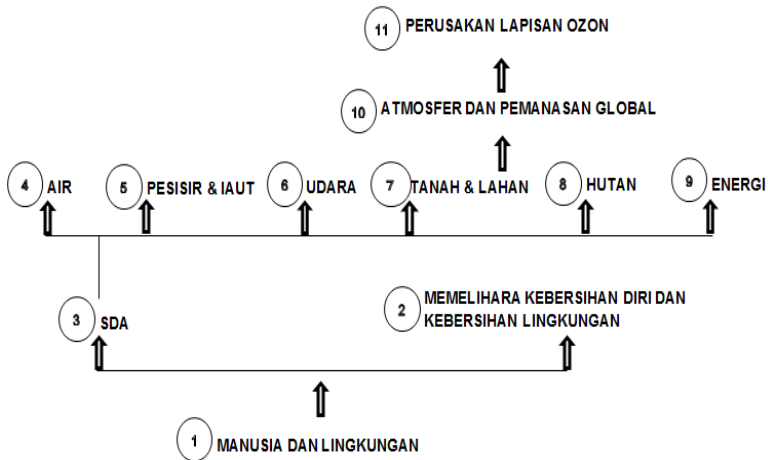 11 PERUSAKAN LAPISAN OZON
10 ATMOSFER DAN PEMANASAN GLOBAL
4 AIR
5 PESISIR & IAUT
6 UDARA
7 TANAH & LAHAN
8 HUTAN
9 ENERGI
3 SDA
2 MEMELIHARA KEBERSIHAN DIRI DAN
KEBERSIHAN LINGKUNGAN
1 MANUSIA DAN LINGKUNGAN